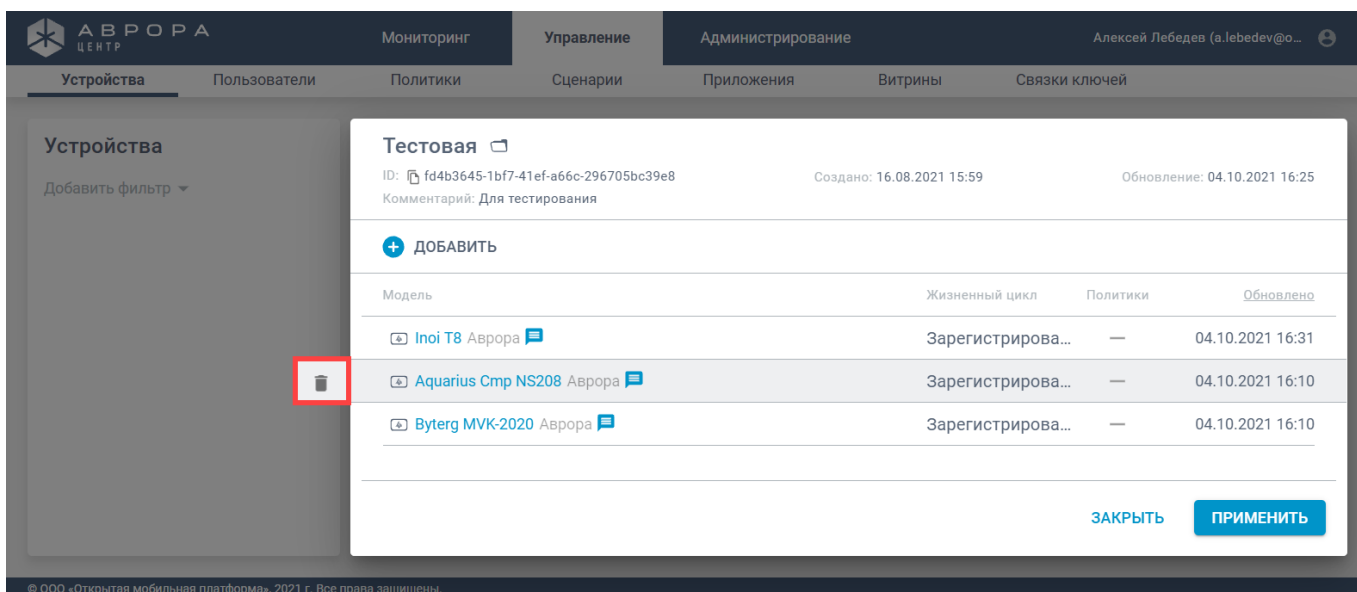 АВРОРА
ЦЕНТР
Мониторинг Управление Администрирование Алексей Лебедев (a.lebedev@o...
Устройства Пользователи Политики Сценарии Приложения Витрины Связки ключей
Устройства
Добавить фильтр
Тестовая
ID: fd4b3645-1bf7-41ef-a66c-296705bc39e8 Создано: 16.08.2021 15:59 Обновление: 04.10.2021 16:25
Комментарий: Для тестирования
ДОБАВИТЬ
Модель Жизненный цикл Политики Обновлено
Inoi T8 Аврора Зарегистрирова... — 04.10.2021 16:31
Aquarius Cmp NS208 Аврора Зарегистрирова... — 04.10.2021 16:10
Byterg MVK-2020 Аврора Зарегистрирова... — 04.10.2021 16:10
ЗАКРЫТЬ ПРИМЕНИТЬ
© ООО «Открытая мобильная платформа», 2021 г. Все права защищены.